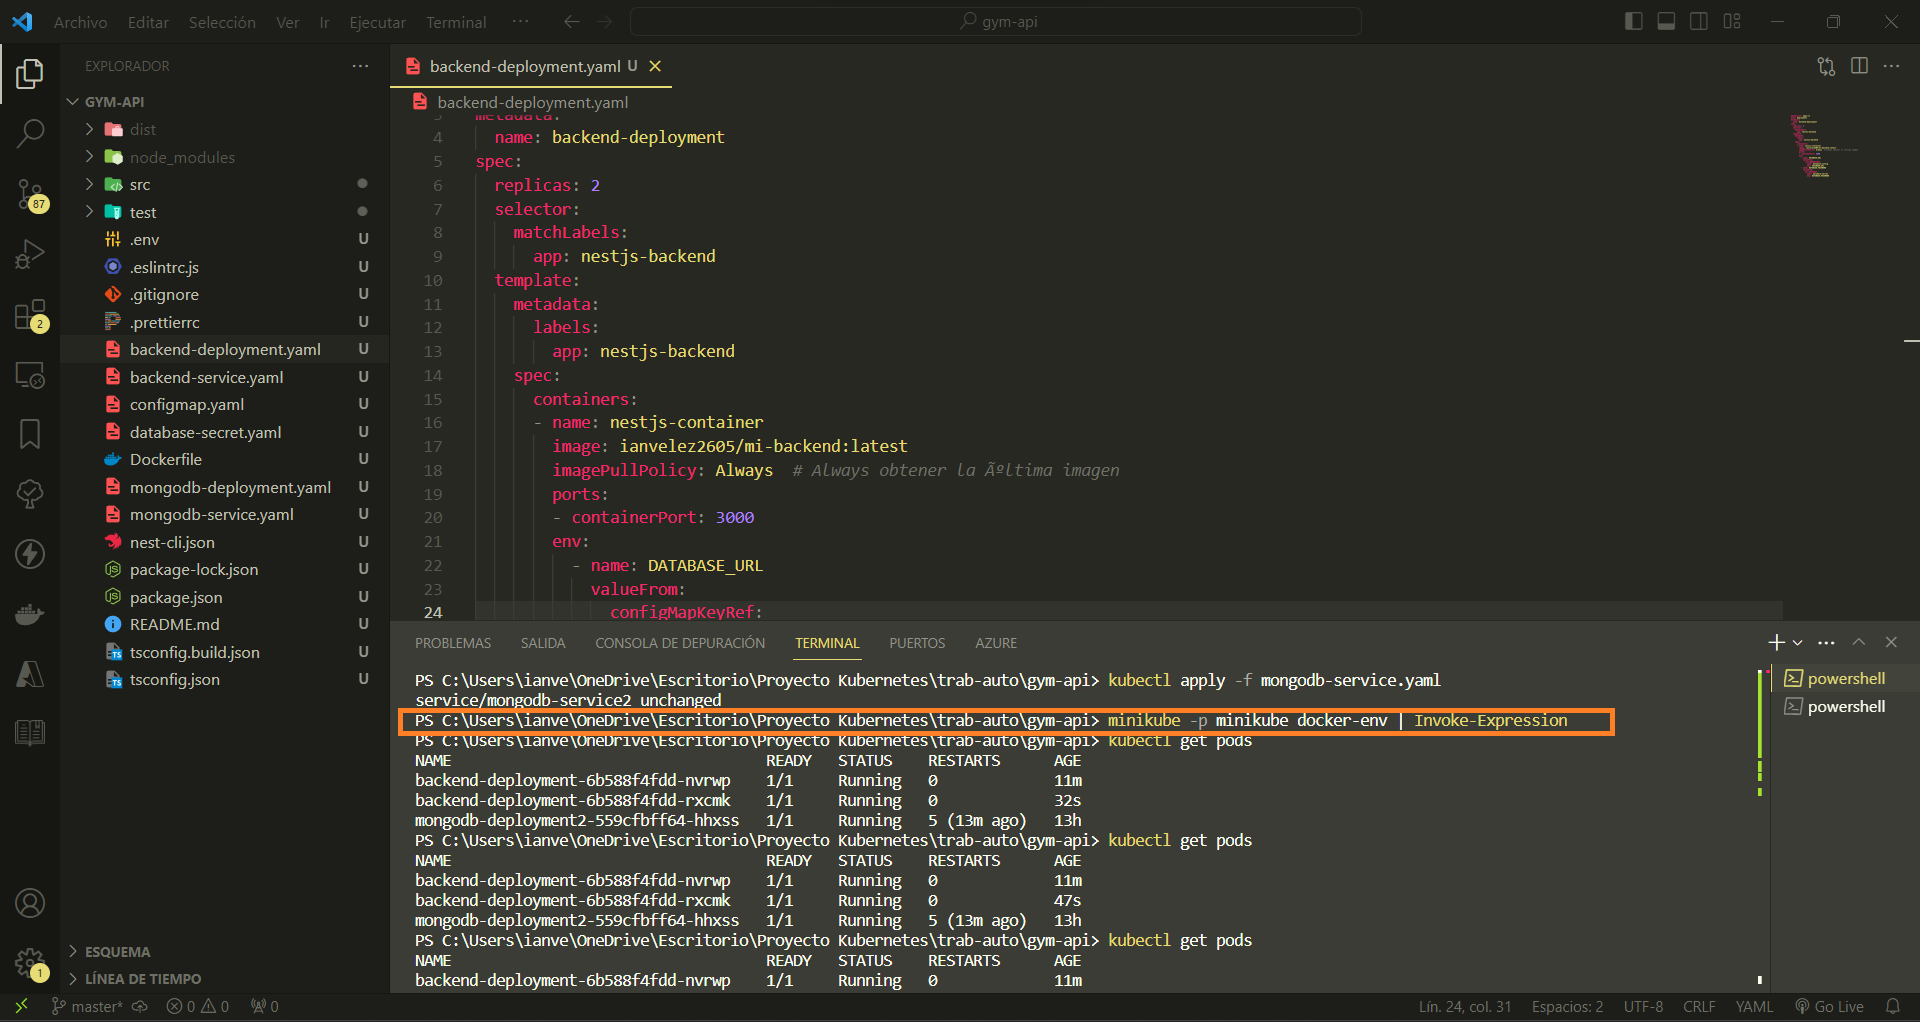 Archivo Editar Selección Ver Ir Ejecutar Terminal ··· gym-api
EXPLORADOR ···
GYM-API
dist
node_modules
src
test
.env U
.eslintrc.js U
.gitignore U
.prettierrc U
backend-deployment.yaml U
backend-service.yaml U
configmap.yaml U
database-secret.yaml U
Dockerfile U
mongodb-deployment.yaml U
mongodb-service.yaml U
nest-cli.json U
package-lock.json U
package.json U
README.md U
tsconfig.build.json U
tsconfig.json U
ESQUEMA
LÍNEA DE TIEMPO
87
2
1
backend-deployment.yaml U
backend-deployment.yaml
3 metadata:
4 name: backend-deployment
5 spec:
6 replicas: 2
7 selector:
8 matchLabels:
9 app: nestjs-backend
10 template:
11 metadata:
12 labels:
13 app: nestjs-backend
14 spec:
15 containers:
16 - name: nestjs-container
17 image: ianvelez2605/mi-backend:latest
18 imagePullPolicy: Always # Always obtener la Ãºltima imagen
19 ports:
20 - containerPort: 3000
21 env:
22 - name: DATABASE_URL
23 valueFrom:
24 configMapKeyRef:
PROBLEMAS SALIDA CONSOLA DE DEPURACIÓN TERMINAL PUERTOS AZURE
PS C:\Users\ianve\OneDrive\Escritorio\Proyecto Kubernetes\trab-auto\gym-api> kubectl apply -f mongodb-service.yaml
service/mongodb-service2 unchanged
PS C:\Users\ianve\OneDrive\Escritorio\Proyecto Kubernetes\trab-auto\gym-api> minikube -p minikube docker-env | Invoke-Expression
PS C:\Users\ianve\OneDrive\Escritorio\Proyecto Kubernetes\trab-auto\gym-api> kubectl get pods
NAME READY STATUS RESTARTS AGE
backend-deployment-6b588f4fdd-nvrwp 1/1 Running 0 11m
backend-deployment-6b588f4fdd-rxcmk 1/1 Running 0 32s
mongodb-deployment2-559cfbff64-hhxss 1/1 Running 5 (13m ago) 13h
PS C:\Users\ianve\OneDrive\Escritorio\Proyecto Kubernetes\trab-auto\gym-api> kubectl get pods
NAME READY STATUS RESTARTS AGE
backend-deployment-6b588f4fdd-nvrwp 1/1 Running 0 11m
backend-deployment-6b588f4fdd-rxcmk 1/1 Running 0 47s
mongodb-deployment2-559cfbff64-hhxss 1/1 Running 5 (13m ago) 13h
PS C:\Users\ianve\OneDrive\Escritorio\Proyecto Kubernetes\trab-auto\gym-api> kubectl get pods
NAME READY STATUS RESTARTS AGE
backend-deployment-6b588f4fdd-nvrwp 1/1 Running 0 11m
powershell
powershell
master* 0 0 0 Lín. 24, col. 31 Espacios: 2 UTF-8 CRLF YAML Go Live